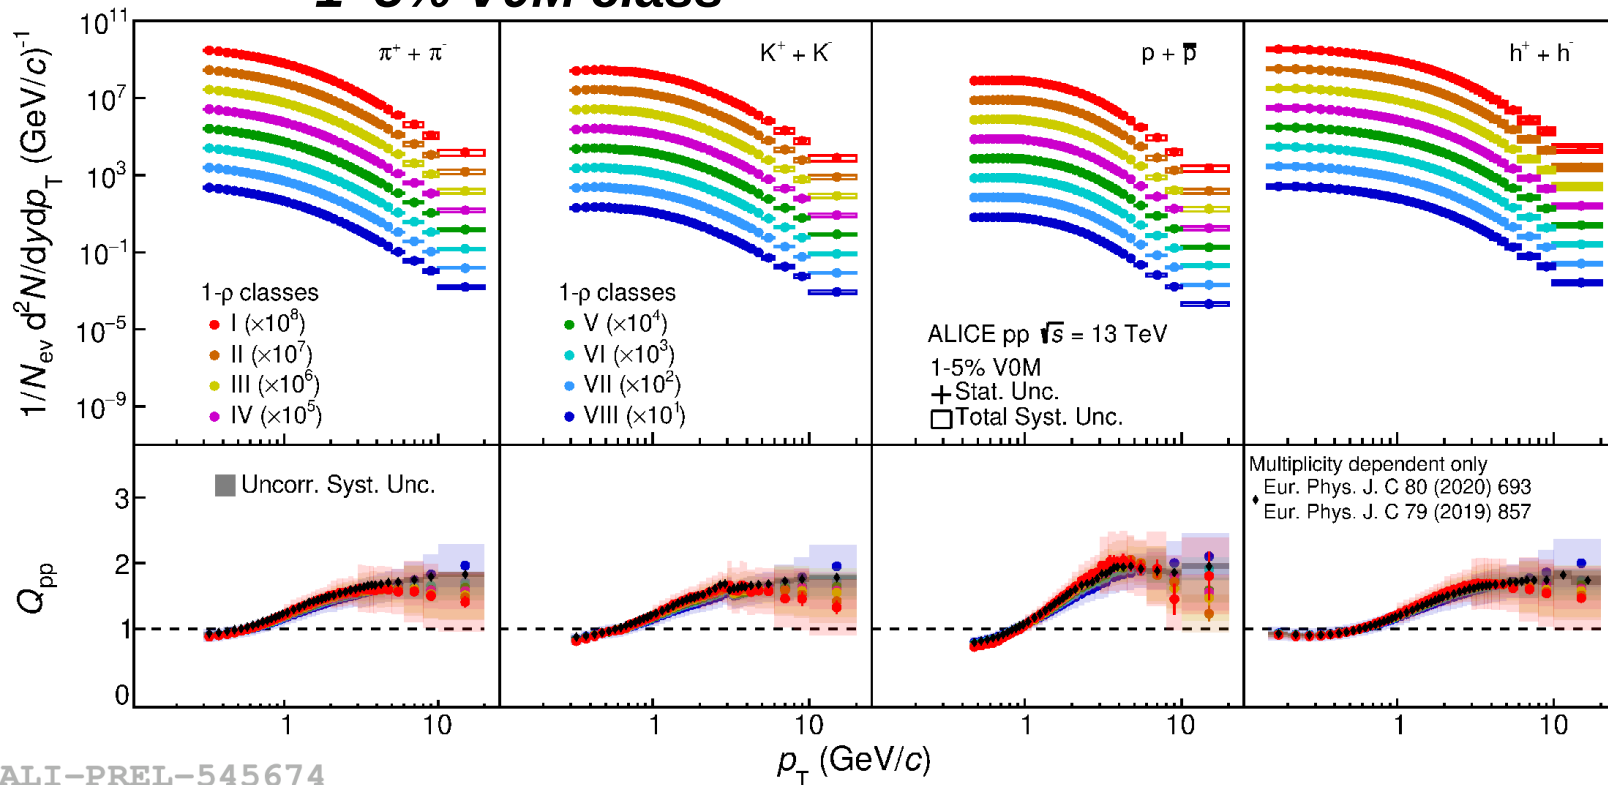 1–5% V0M class
10¹¹
10⁷
10³
10⁻¹
10⁻⁵
10⁻⁹
1/Nₑᵥ d²N/dydp_T (GeV/c)⁻¹
π⁺ + π⁻
K⁺ + K⁻
p + p̅
h⁺ + h⁻
1-ρ classes
I (×10⁸)
II (×10⁷)
III (×10⁶)
IV (×10⁵)
1-ρ classes
V (×10⁴)
VI (×10³)
VII (×10²)
VIII (×10¹)
ALICE pp √s = 13 TeV
1-5% V0M
Stat. Unc.
Total Syst. Unc.
Q_pp
3
2
1
0
Uncorr. Syst. Unc.
Multiplicity dependent only
Eur. Phys. J. C 80 (2020) 693
Eur. Phys. J. C 79 (2019) 857
1 10 1 10 1 10 1 10
p_T (GeV/c)
ALI-PREL-545674